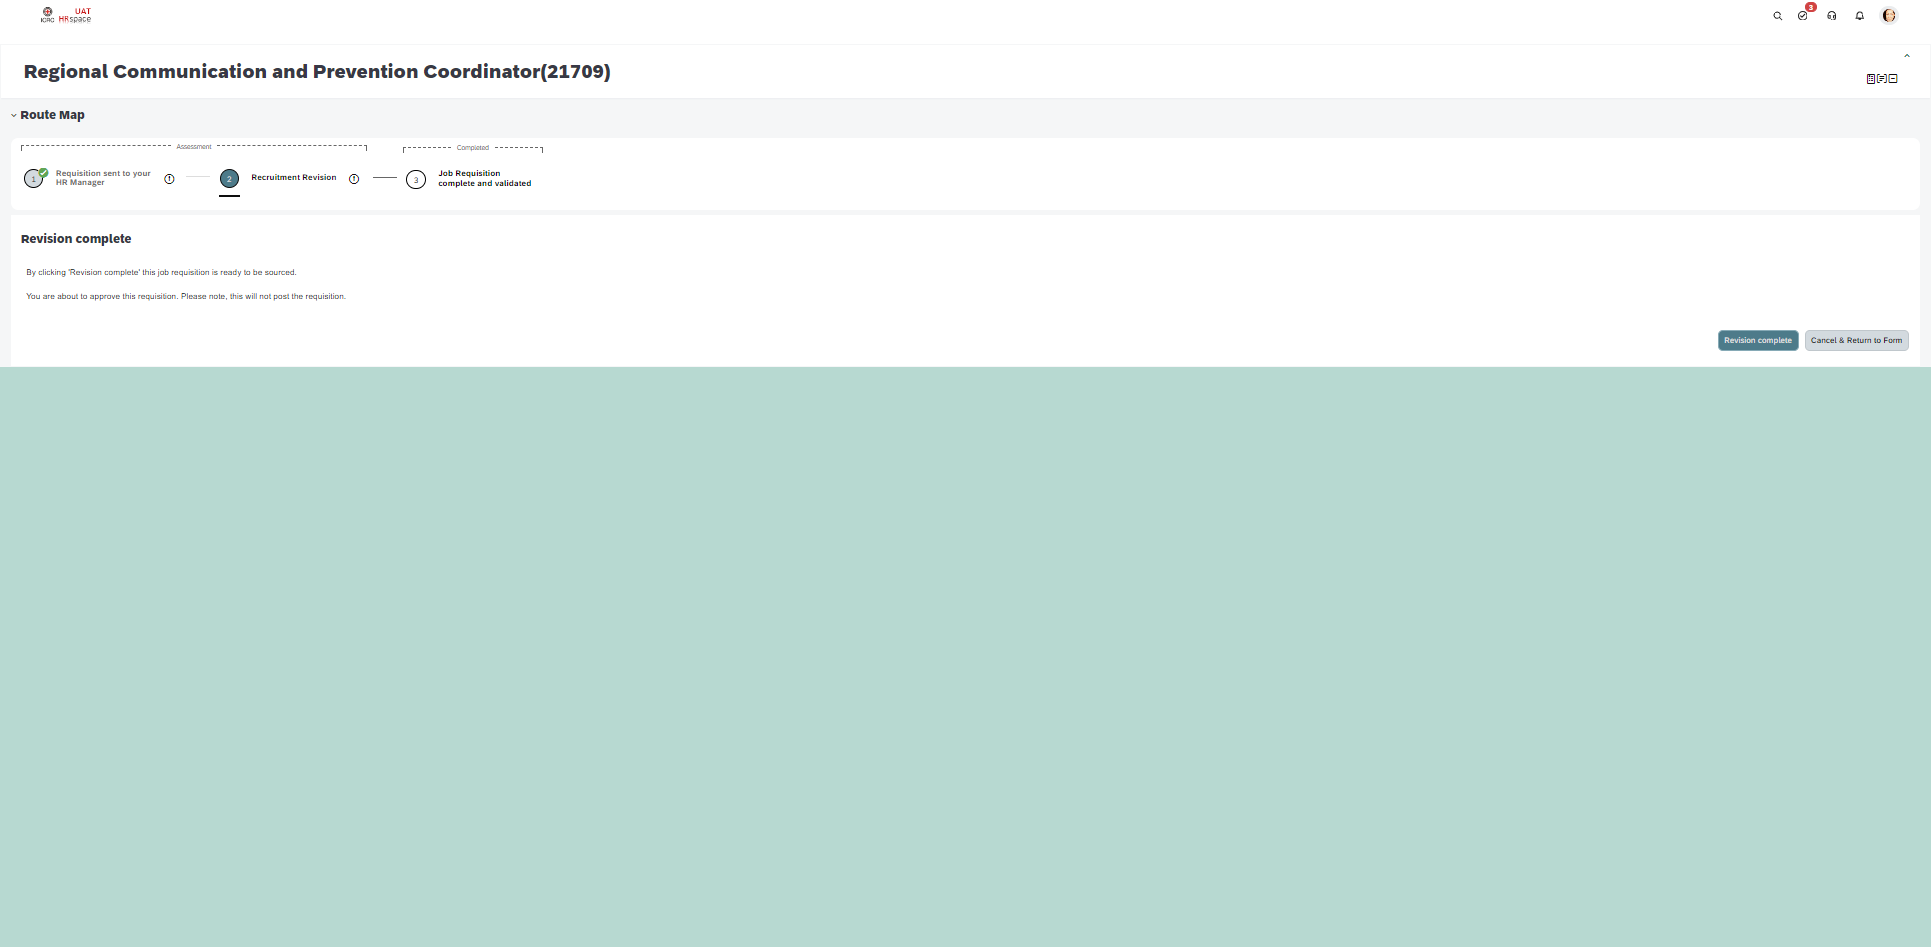 UAT
ICRC HRspace
3
Regional Communication and Prevention Coordinator(21709)
Route Map
Assessment
Completed
1
Requisition sent to your
HR Manager
2
Recruitment Revision
3
Job Requisition
complete and validated
Revision complete
By clicking 'Revision complete' this job requisition is ready to be sourced.
You are about to approve this requisition. Please note, this will not post the requisition.
Revision complete
Cancel & Return to Form